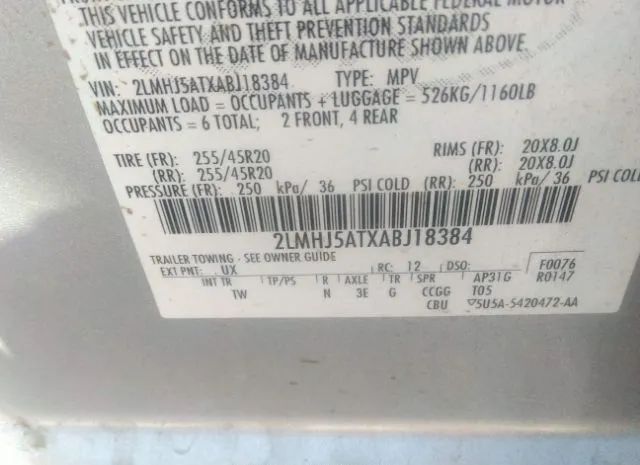 THIS VEHICLE CONFORMS TO ALL APPLICABLE FEDERAL MOTOR
VEHICLE SAFETY AND THEFT PREVENTION STANDARDS
IN EFFECT ON THE DATE OF
MANUFACTURE SHOWN ABOVE.
VIN: 2LMHJ5ATXABJ18384 TYPE: MPV
MAXIMUM LOAD = OCCUPANTS + LUGGAGE = 526KG/1160LB
OCCUPANTS = 6 TOTAL; 2 FRONT, 4 REAR
TIRE (FR): 255/45R20 RIMS (FR): 20X8.0J
(RR): 255/45R20 (RR): 20X8.0J
PRESSURE (FR): 250 kPa/ 36 PSI COLD (RR): 250 kPa/ 36 PSI COL
2LMHJ5ATXABJ18384
TRAILER TOWING - SEE OWNER GUIDE
EXT PNT: UX RC: 12 DSO: F0076
INT TR TP/PS R AXLE TR SPR AP31G R0147
TW N 3E G CCGG T05
CBU ▽5U5A-5420472-AA